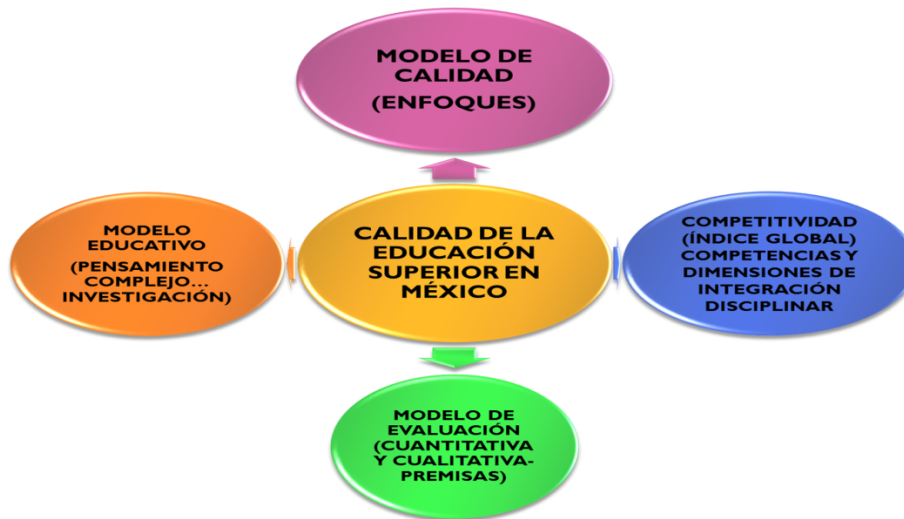 MODELO DE
CALIDAD
(ENFOQUES)
MODELO
EDUCATIVO
(PENSAMIENTO
COMPLEJO...
INVESTIGACIÓN)
CALIDAD DE LA
EDUCACIÓN
SUPERIOR EN
MÉXICO
COMPETITIVIDAD
(ÍNDICE GLOBAL)
COMPETENCIAS Y
DIMENSIONES DE
INTEGRACIÓN
DISCIPLINAR
MODELO DE
EVALUACIÓN
(CUANTITATIVA
Y CUALITATIVA-
PREMISAS)